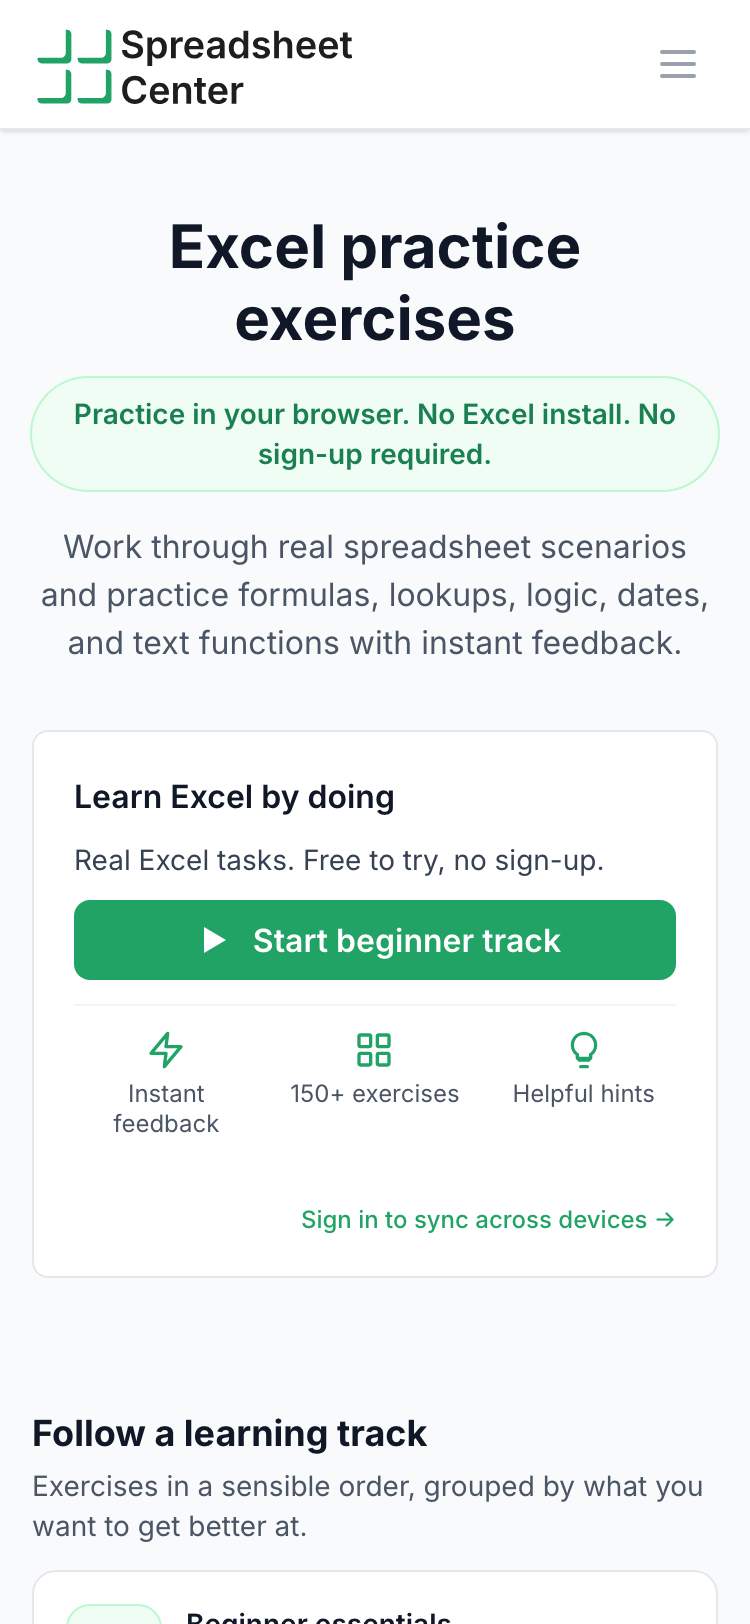 Spreadsheet
Center
Excel practice
exercises
Practice in your browser. No Excel install. No
sign-up required.
Work through real spreadsheet scenarios
and practice formulas, lookups, logic, dates,
and text functions with instant feedback.
Learn Excel by doing
Real Excel tasks. Free to try, no sign-up.
Start beginner track
Instant
feedback
150+ exercises
Helpful hints
Sign in to sync across devices →
Follow a learning track
Exercises in a sensible order, grouped by what you
want to get better at.
Beginner essentials